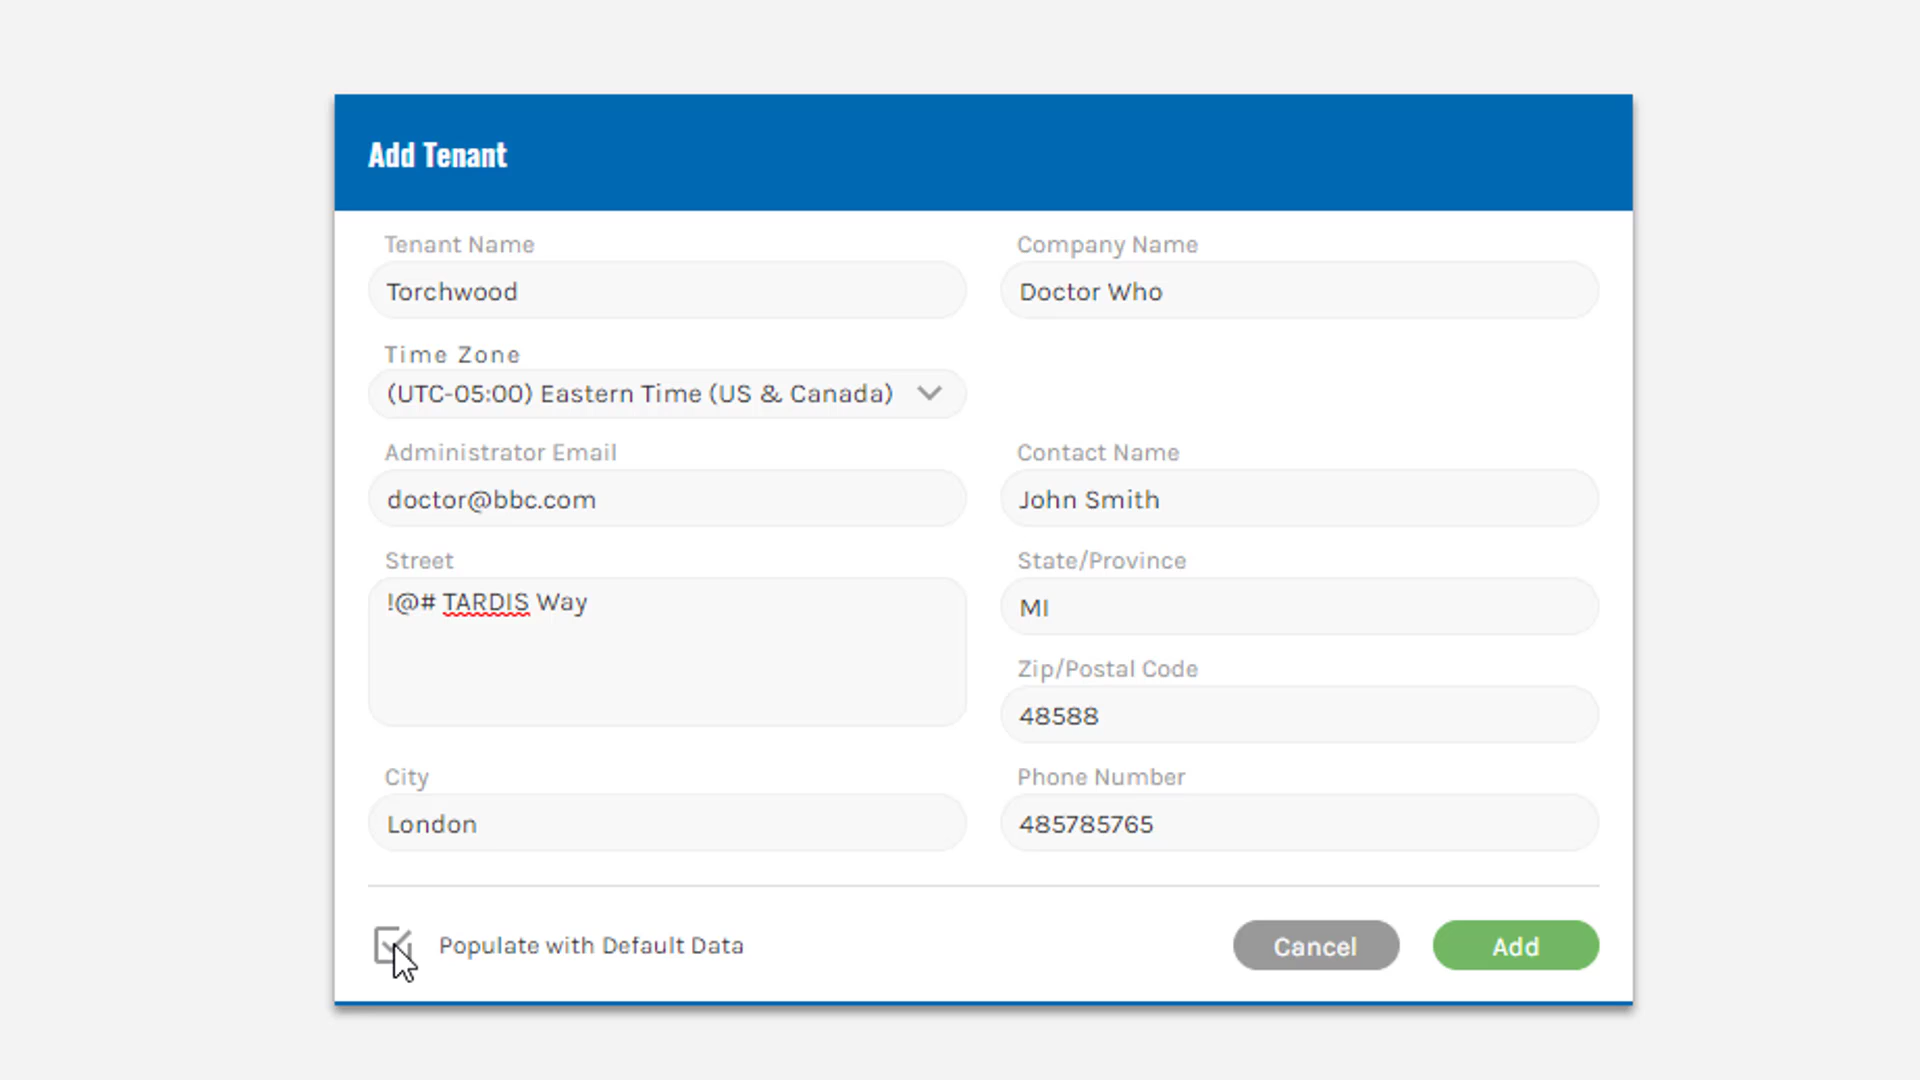 Add Tenant
Tenant Name
Company Name
Torchwood
Doctor Who
Time Zone
(UTC-05:00) Eastern Time (US & Canada)
Administrator Email
Contact Name
doctor@bbc.com
John Smith
Street
State/Province
!@# TARDIS Way
MI
Zip/Postal Code
48588
City
Phone Number
London
485785765
Populate with Default Data
Cancel
Add